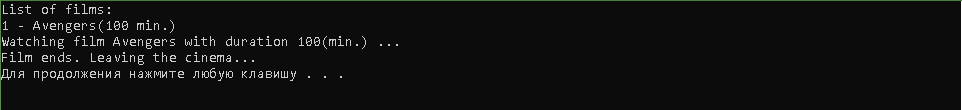 List of films:
1 - Avengers(100 min.)
Watching film Avengers with duration 100(min.) ...
Film ends. Leaving the cinema...
Для продолжения нажмите любую клавишу . . .